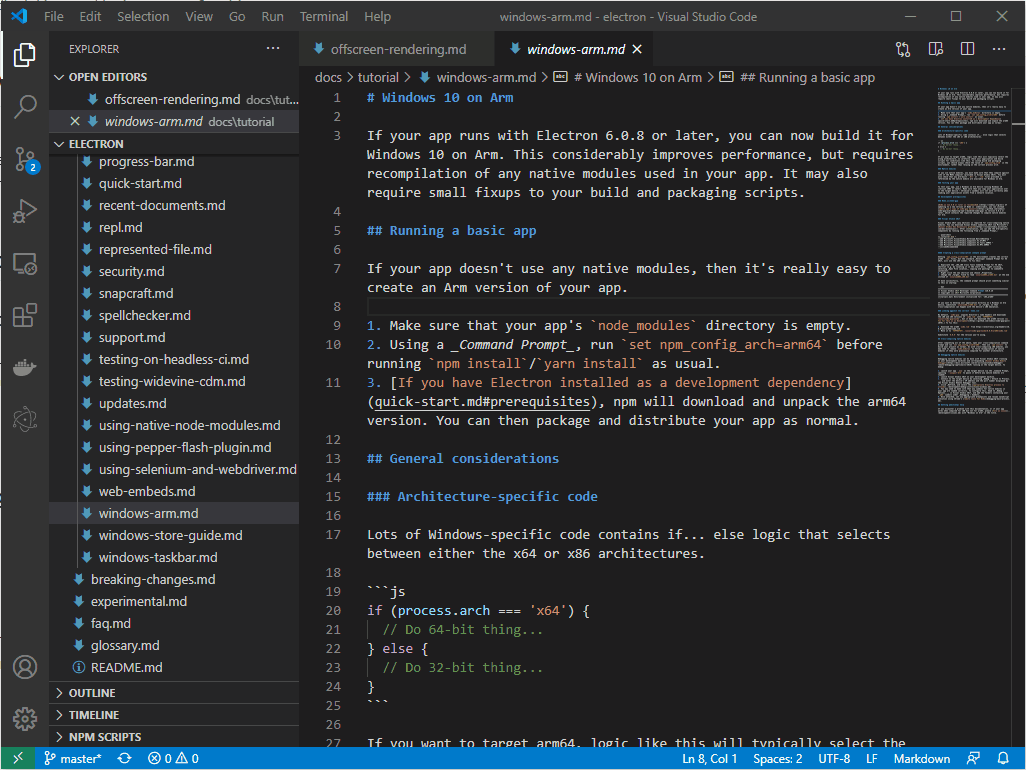 File Edit Selection View Go Run Terminal Help windows-arm.md - electron - Visual Studio Code
EXPLORER
OPEN EDITORS
offscreen-rendering.md docs\tut...
windows-arm.md docs\tutorial
ELECTRON
progress-bar.md
quick-start.md
recent-documents.md
repl.md
represented-file.md
security.md
snapcraft.md
spellchecker.md
support.md
testing-on-headless-ci.md
testing-widevine-cdm.md
updates.md
using-native-node-modules.md
using-pepper-flash-plugin.md
using-selenium-and-webdriver.md
web-embeds.md
windows-arm.md
windows-store-guide.md
windows-taskbar.md
breaking-changes.md
experimental.md
faq.md
glossary.md
README.md
OUTLINE
TIMELINE
NPM SCRIPTS
2
offscreen-rendering.md windows-arm.md
docs > tutorial > windows-arm.md > # Windows 10 on Arm > ## Running a basic app
1 # Windows 10 on Arm
2
3 If your app runs with Electron 6.0.8 or later, you can now build it for
Windows 10 on Arm. This considerably improves performance, but requires
recompilation of any native modules used in your app. It may also
require small fixups to your build and packaging scripts.
4
5 ## Running a basic app
6
7 If your app doesn't use any native modules, then it's really easy to
create an Arm version of your app.
8
9 1. Make sure that your app's `node_modules` directory is empty.
10 2. Using a _Command Prompt_, run `set npm_config_arch=arm64` before
running `npm install`/`yarn install` as usual.
11 3. [If you have Electron installed as a development dependency]
(quick-start.md#prerequisites), npm will download and unpack the arm64
version. You can then package and distribute your app as normal.
12
13 ## General considerations
14
15 ### Architecture-specific code
16
17 Lots of Windows-specific code contains if... else logic that selects
between either the x64 or x86 architectures.
18
19 ```js
20 if (process.arch === 'x64') {
21 // Do 64-bit thing...
22 } else {
23 // Do 32-bit thing...
24 }
25 ```
26
27 If you want to target arm64, logic like this will typically select the
master* 0 0 Ln 8, Col 1 Spaces: 2 UTF-8 LF Markdown